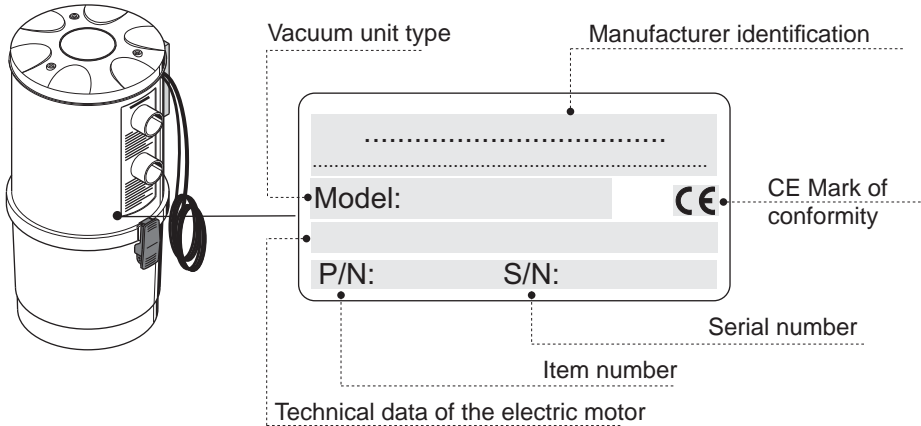 Vacuum unit type
Manufacturer identification
Model:
CE
CE Mark of
conformity
P/N: S/N:
Serial number
Item number
Technical data of the electric motor